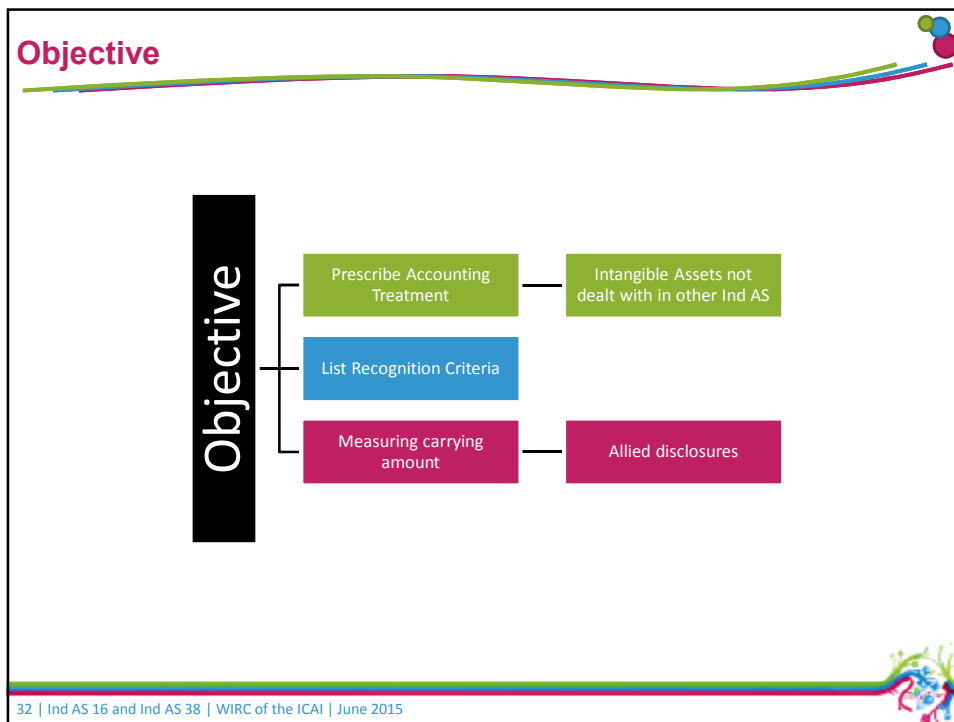 Objective
Objective
Prescribe Accounting
Treatment
Intangible Assets not
dealt with in other Ind AS
List Recognition Criteria
Measuring carrying
amount
Allied disclosures
32 | Ind AS 16 and Ind AS 38 | WIRC of the ICAI | June 2015